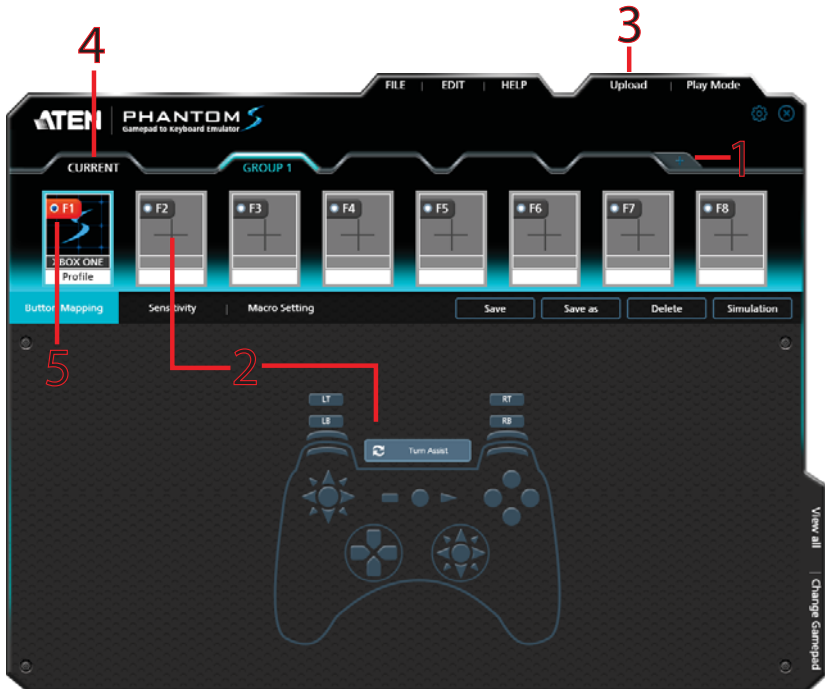 4
3
FILE | EDIT | HELP
Upload | Play Mode
ATEN PHANTOM S
Gamepad to Keyboard Emulator
1
CURRENT
GROUP 1
F1
F2
F3
F4
F5
F6
F7
F8
XBOX ONE
Profile
Button Mapping
Sensitivity | Macro Setting
Save
Save as
Delete
Simulation
5
2
LT
RT
LB
RB
Turn Assist
View all | Change Gamepad